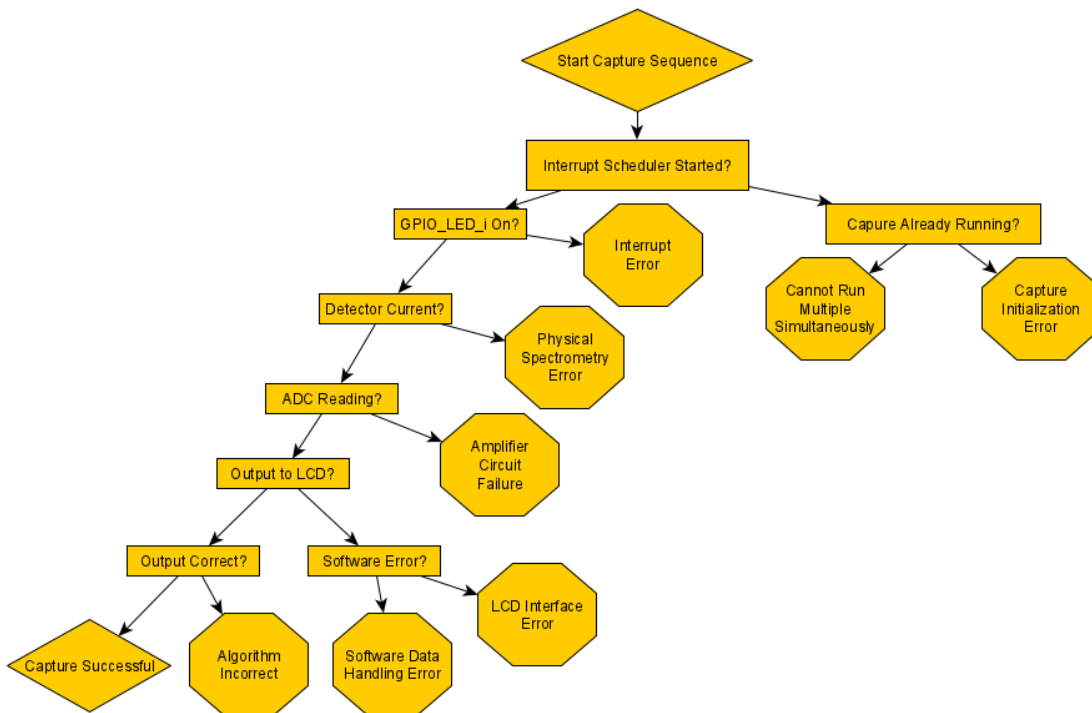 Start Capture Sequence
Interrupt Scheduler Started?
GPIO_LED_i On?
Interrupt
Error
Capure Already Running?
Cannot Run
Multiple
Simultaneously
Capture
Initialization
Error
Detector Current?
Physical
Spectrometry
Error
ADC Reading?
Amplifier
Circuit
Failure
Output to LCD?
Output Correct?
Software Error?
LCD Interface
Error
Capture Successful
Algorithm
Incorrect
Software Data
Handling Error